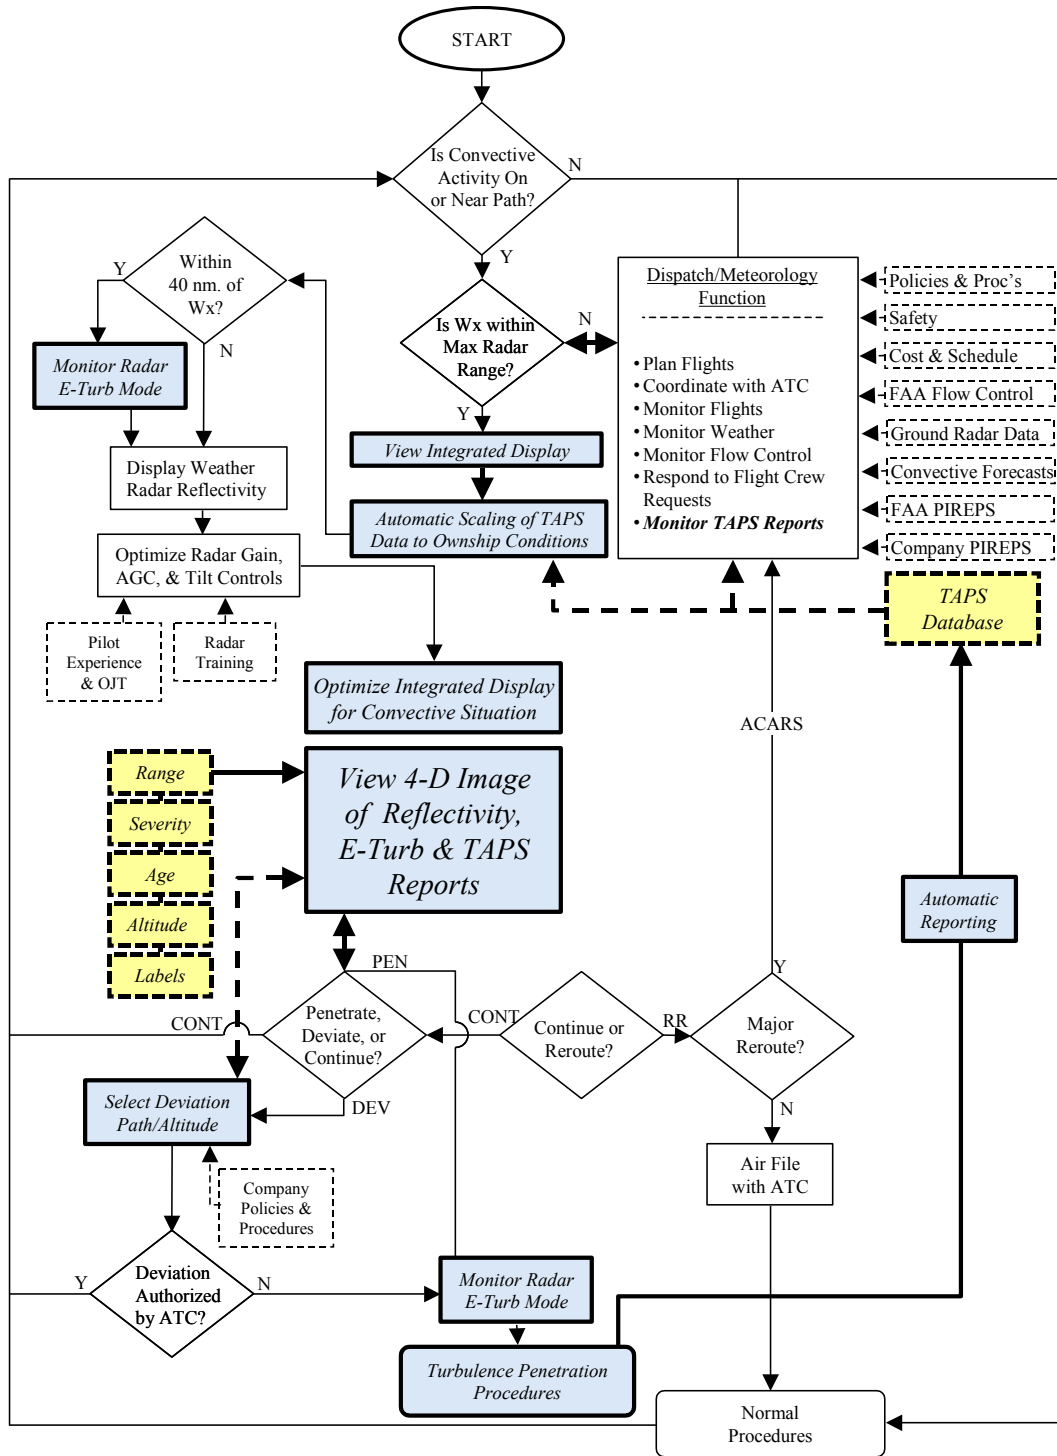 START
Is Convective
Activity On
or Near Path?
N
Y
Within
40 nm. of
Wx?
Y
N
Is Wx within
Max Radar
Range?
N
Y
Dispatch/Meteorology
Function
• Plan Flights
• Coordinate with ATC
• Monitor Flights
• Monitor Weather
• Monitor Flow Control
• Respond to Flight Crew
Requests
• Monitor TAPS Reports
Policies & Proc's
Safety
Cost & Schedule
FAA Flow Control
Ground Radar Data
Convective Forecasts
FAA PIREPS
Company PIREPS
Monitor Radar
E-Turb Mode
View Integrated Display
Display Weather
Radar Reflectivity
Automatic Scaling of TAPS
Data to Ownship Conditions
Optimize Radar Gain,
AGC, & Tilt Controls
Pilot
Experience
& OJT
Radar
Training
TAPS
Database
Optimize Integrated Display
for Convective Situation
ACARS
Range
Severity
Age
Altitude
Labels
View 4-D Image
of Reflectivity,
E-Turb & TAPS
Reports
Automatic
Reporting
PEN
CONT
Penetrate,
Deviate, or
Continue?
CONT
Continue or
Reroute?
RR
Major
Reroute?
Y
N
DEV
Select Deviation
Path/Altitude
Company
Policies &
Procedures
Air File
with ATC
Y
Deviation
Authorized
by ATC?
N
Monitor Radar
E-Turb Mode
Turbulence Penetration
Procedures
Normal
Procedures